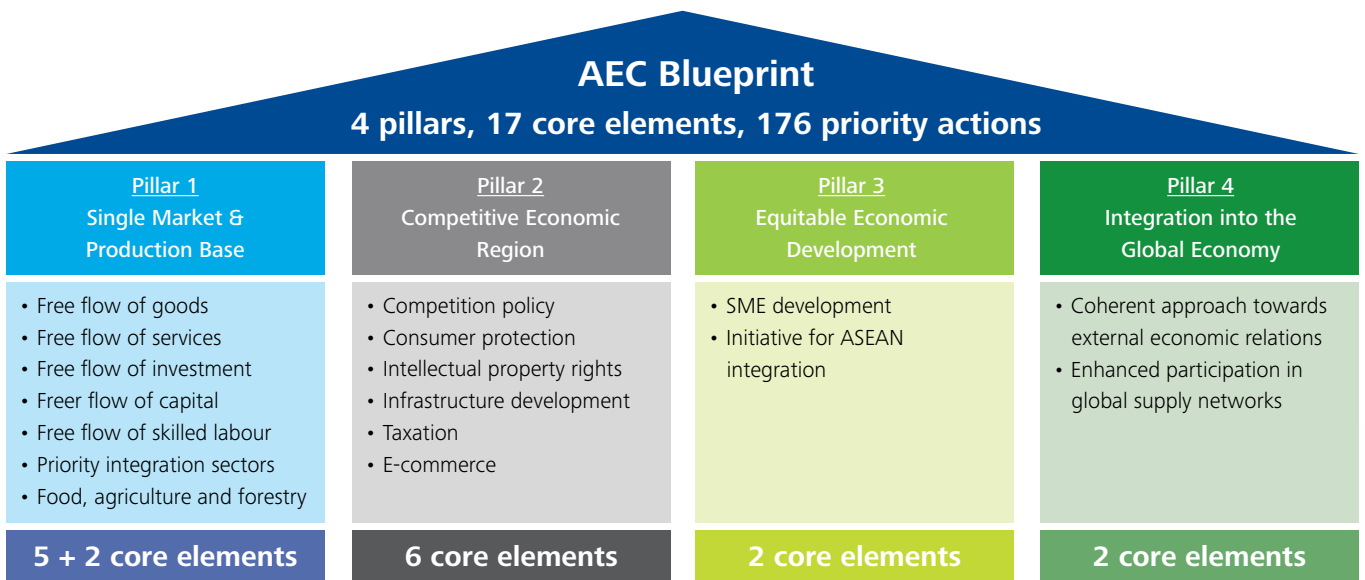 AEC Blueprint
4 pillars, 17 core elements, 176 priority actions
Pillar 1
Single Market &
Production Base
• Free flow of goods
• Free flow of services
• Free flow of investment
• Freer flow of capital
• Free flow of skilled labour
• Priority integration sectors
• Food, agriculture and forestry
5 + 2 core elements
Pillar 2
Competitive Economic
Region
• Competition policy
• Consumer protection
• Intellectual property rights
• Infrastructure development
• Taxation
• E-commerce
6 core elements
Pillar 3
Equitable Economic
Development
• SME development
• Initiative for ASEAN
integration
2 core elements
Pillar 4
Integration into the
Global Economy
• Coherent approach towards
external economic relations
• Enhanced participation in
global supply networks
2 core elements